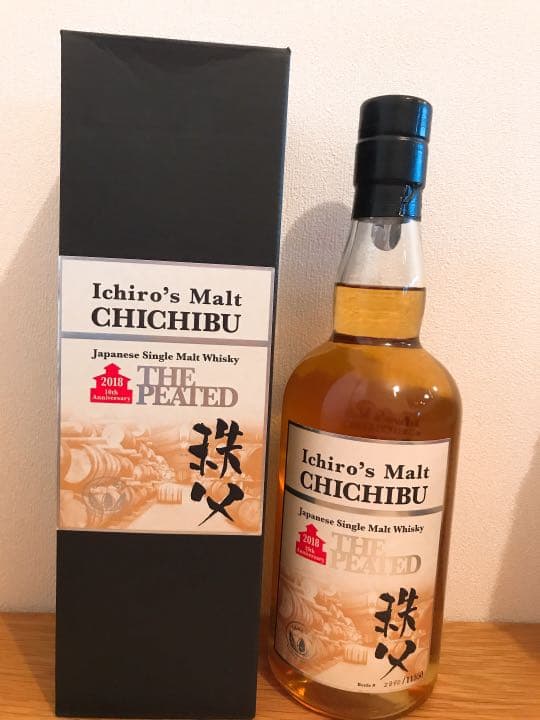 Ichiro's Malt
CHICHIBU
Japanese Single Malt Whisky
2018
10th
Anniversary
THE
PEATED
秩父
Ichiro's Malt
CHICHIBU
Japanese Single Malt Whisky
2018
10th
Anniversary
THE
PEATED
秩父
Bottle #